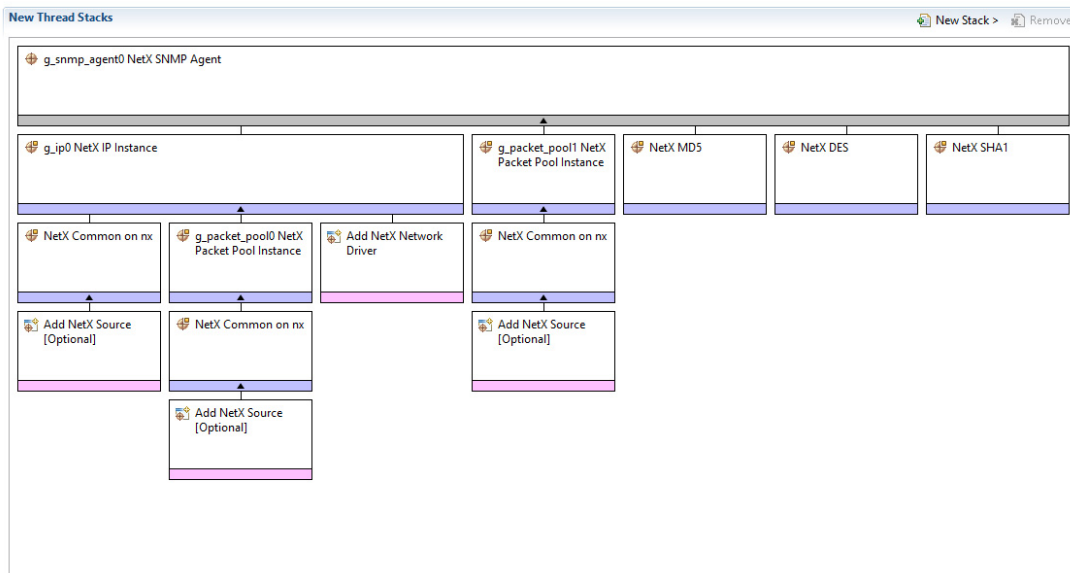 New Thread Stacks
New Stack >
Remove
g_snmp_agent0 NetX SNMP Agent
g_ip0 NetX IP Instance
g_packet_pool1 NetX
Packet Pool Instance
NetX MD5
NetX DES
NetX SHA1
NetX Common on nx
g_packet_pool0 NetX
Packet Pool Instance
Add NetX Network
Driver
NetX Common on nx
Add NetX Source
[Optional]
NetX Common on nx
Add NetX Source
[Optional]
Add NetX Source
[Optional]